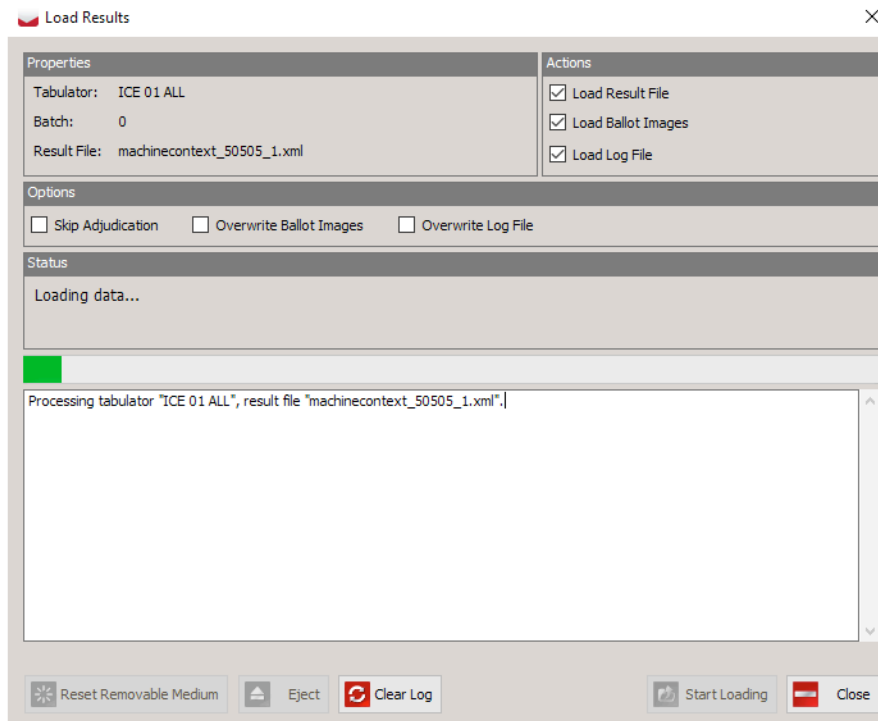 Load Results
Properties
Tabulator: ICE 01 ALL
Batch: 0
Result File: machinecontext_50505_1.xml
Actions
Load Result File
Load Ballot Images
Load Log File
Options
Skip Adjudication Overwrite Ballot Images Overwrite Log File
Status
Loading data...
Processing tabulator "ICE 01 ALL", result file "machinecontext_50505_1.xml".
Reset Removable Medium Eject Clear Log Start Loading Close